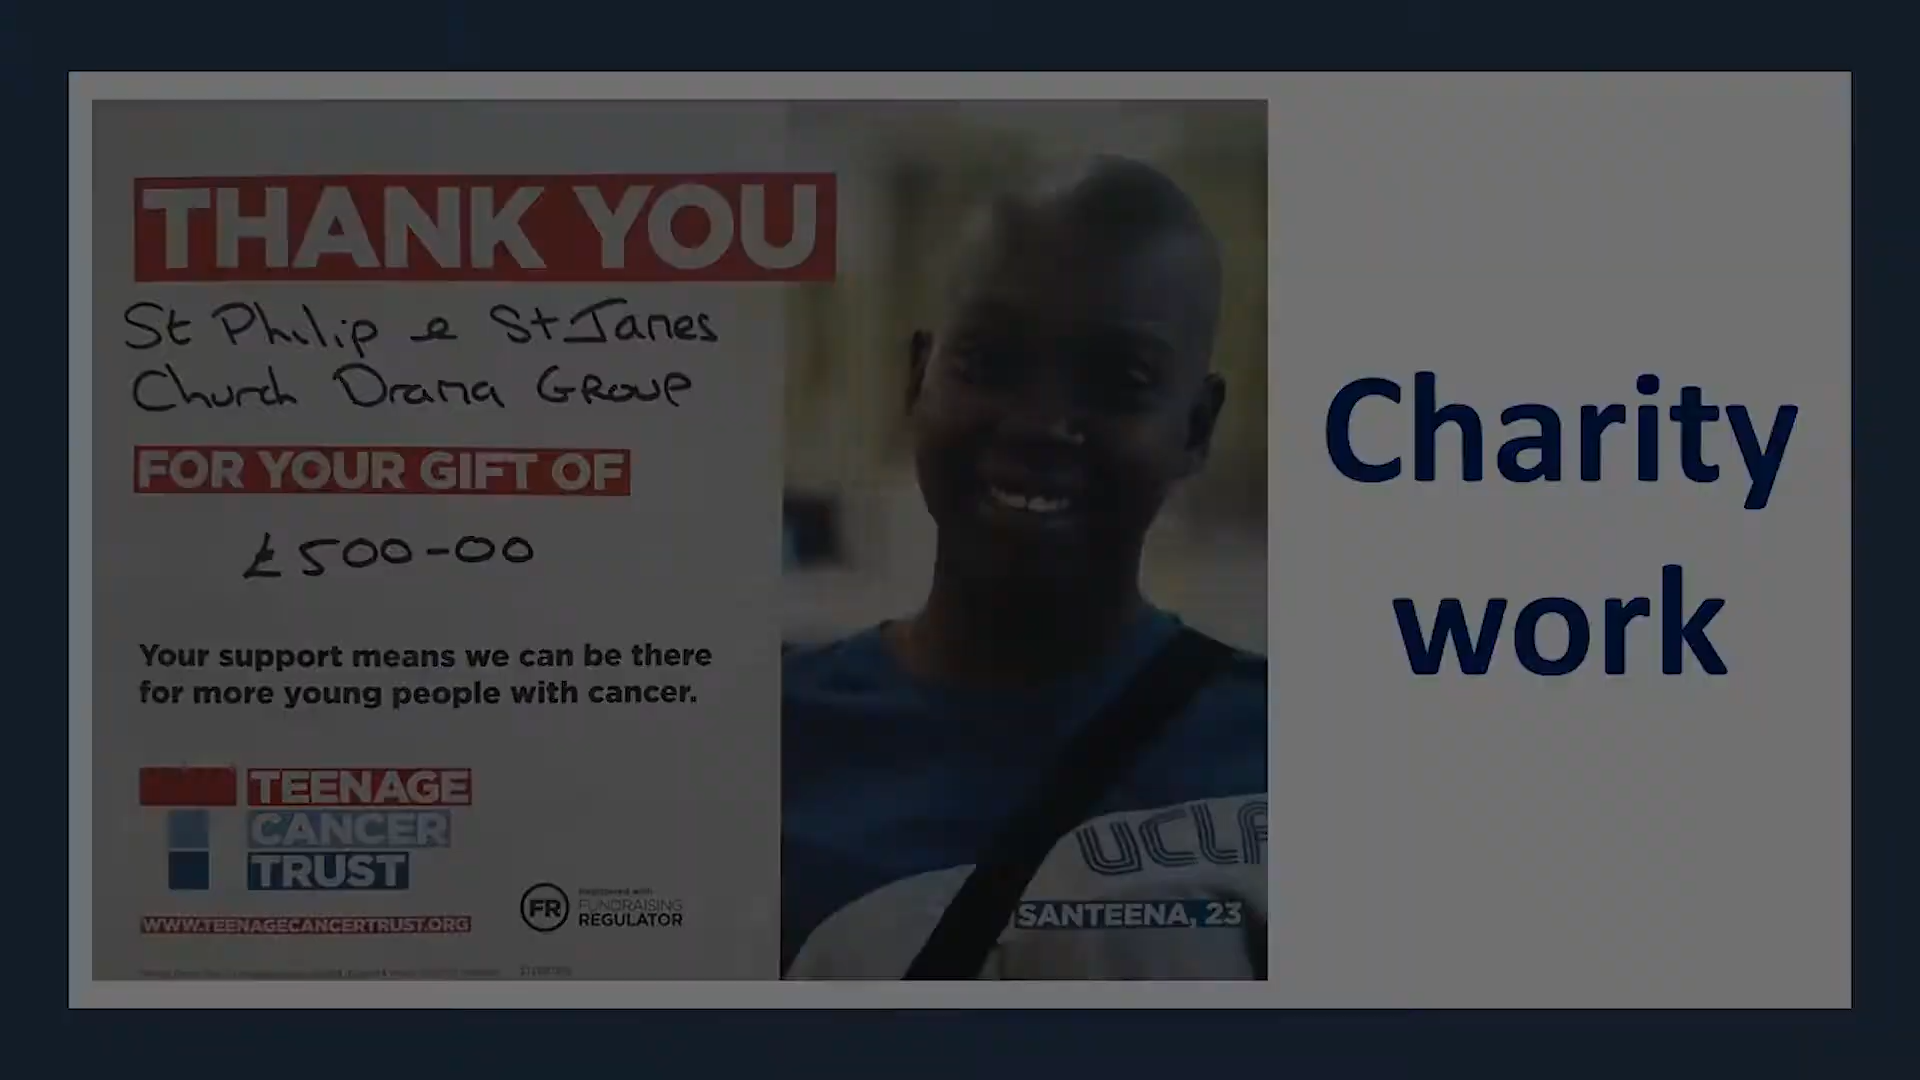 THANK YOU
St Philip & St James
Church Drama GROUP
FOR YOUR GIFT OF
£500-00
Your support means we can be there
for more young people with cancer.
TEENAGE
CANCER
TRUST
WWW.TEENAGECANCERTRUST.ORG
FR
Registered with
FUNDRAISING
REGULATOR
UCLA
SANTEENA, 23
Charity
work